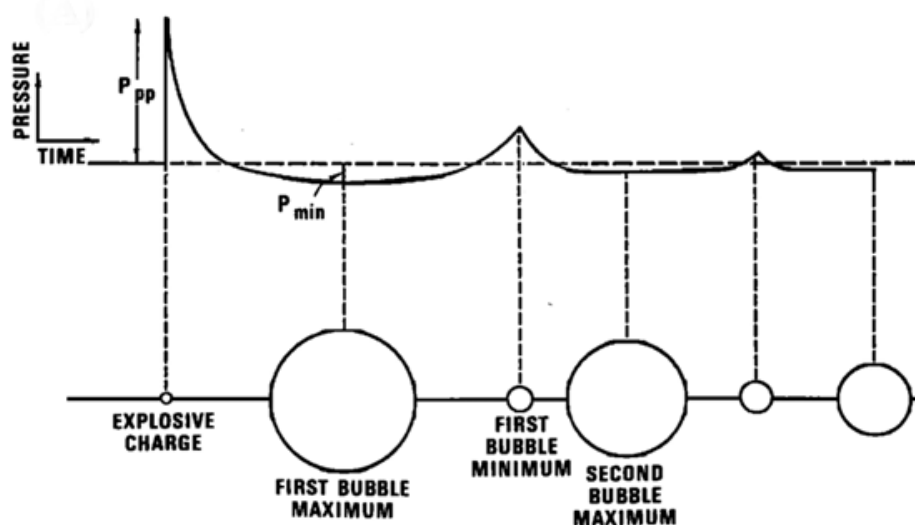 PRESSURE
TIME
P pp
P min
EXPLOSIVE
CHARGE
FIRST BUBBLE
MAXIMUM
FIRST
BUBBLE
MINIMUM
SECOND
BUBBLE
MAXIMUM